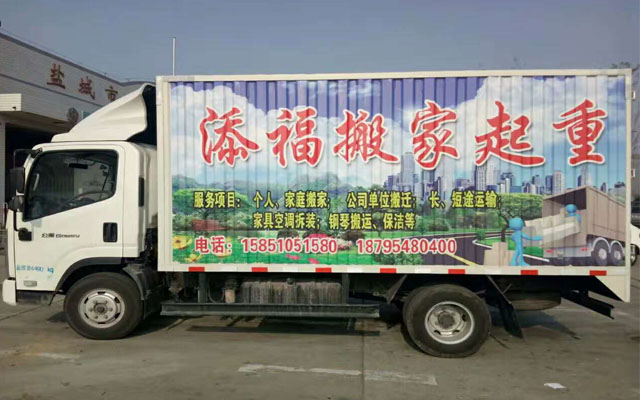 盐城市
添福搬家起重
服务项目： 个人，家庭搬家； 公司单位搬迁； 长、短途运输；
家具空调拆装； 钢琴搬运、保洁等
电话：15851051580 18795480400